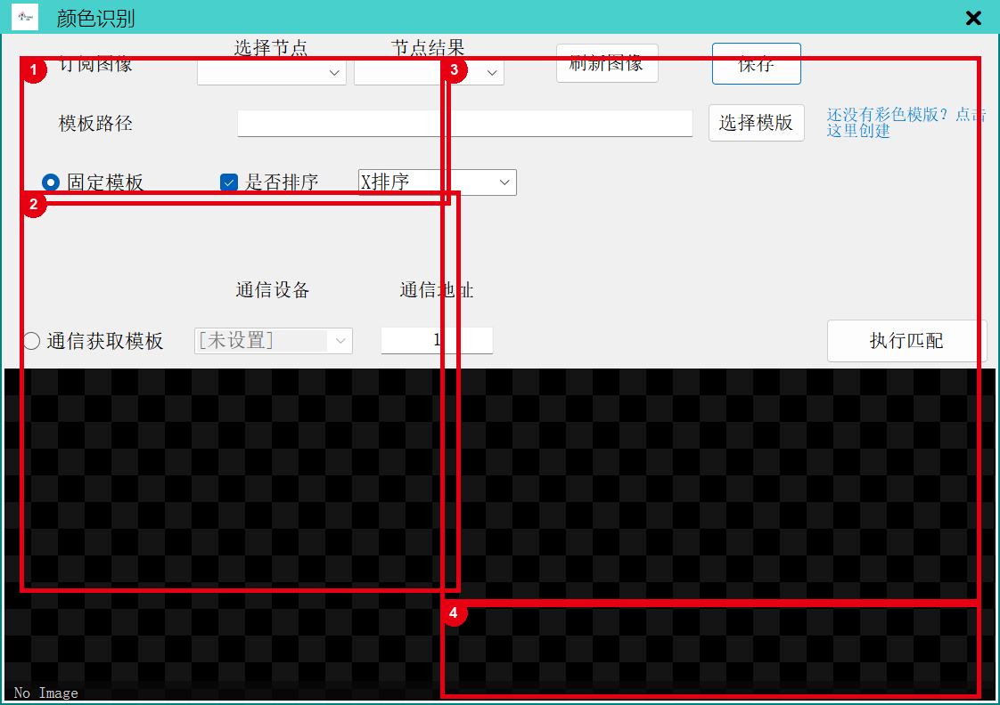 颜色识别
选择节点 节点结果
1 订阅图像 3 刷新图像 保存
模板路径 选择模版 还没有彩色模版？点击
这里创建
固定模板 是否排序 X排序
2
通信设备 通信地址
通信获取模板 [未设置] 1 执行匹配
4
No Image